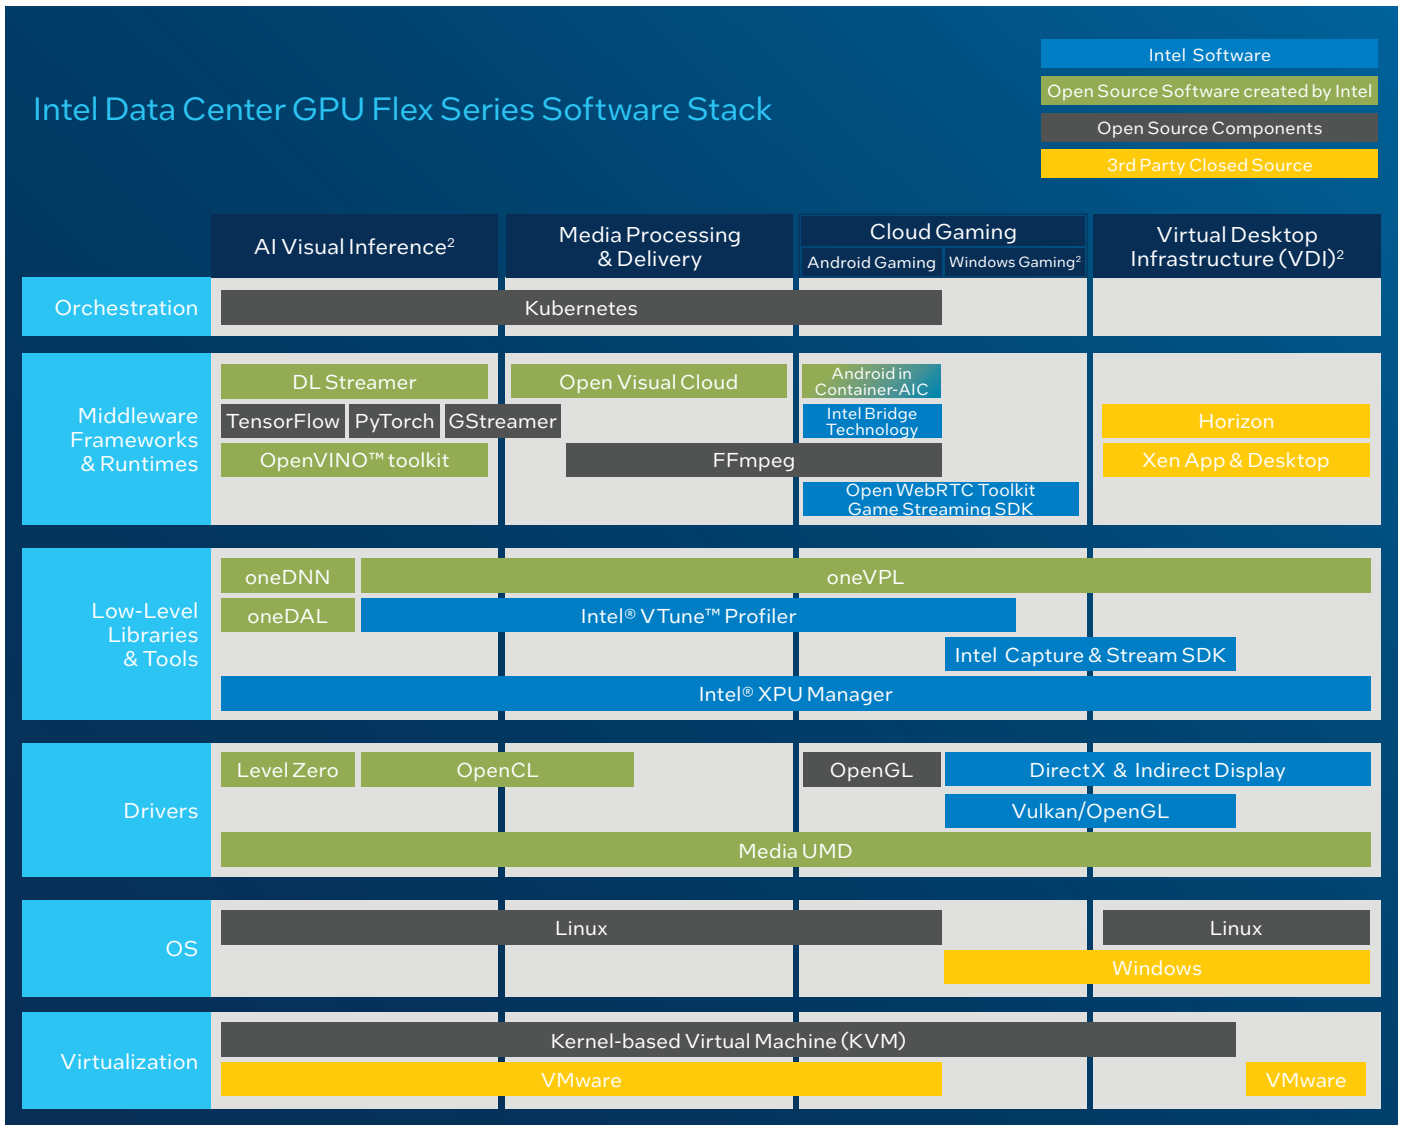 Intel Software
Open Source Software created by Intel
Intel Data Center GPU Flex Series Software Stack
Open Source Components
3rd Party Closed Source
AI Visual Inference²
Media Processing
& Delivery
Cloud Gaming
Android Gaming
Windows Gaming²
Virtual Desktop
Infrastructure (VDI)²
Orchestration
Kubernetes
Middleware
Frameworks
& Runtimes
DL Streamer
Open Visual Cloud
Android in
Container-AIC
TensorFlow
PyTorch
GStreamer
Intel Bridge
Technology
Horizon
OpenVINO™ toolkit
FFmpeg
Xen App & Desktop
Open WebRTC Toolkit
Game Streaming SDK
Low-Level
Libraries
& Tools
oneDNN
oneVPL
oneDAL
Intel® VTune™ Profiler
Intel Capture & Stream SDK
Intel® XPU Manager
Drivers
Level Zero
OpenCL
OpenGL
DirectX & Indirect Display
Vulkan/OpenGL
Media UMD
OS
Linux
Linux
Windows
Virtualization
Kernel-based Virtual Machine (KVM)
VMware
VMware